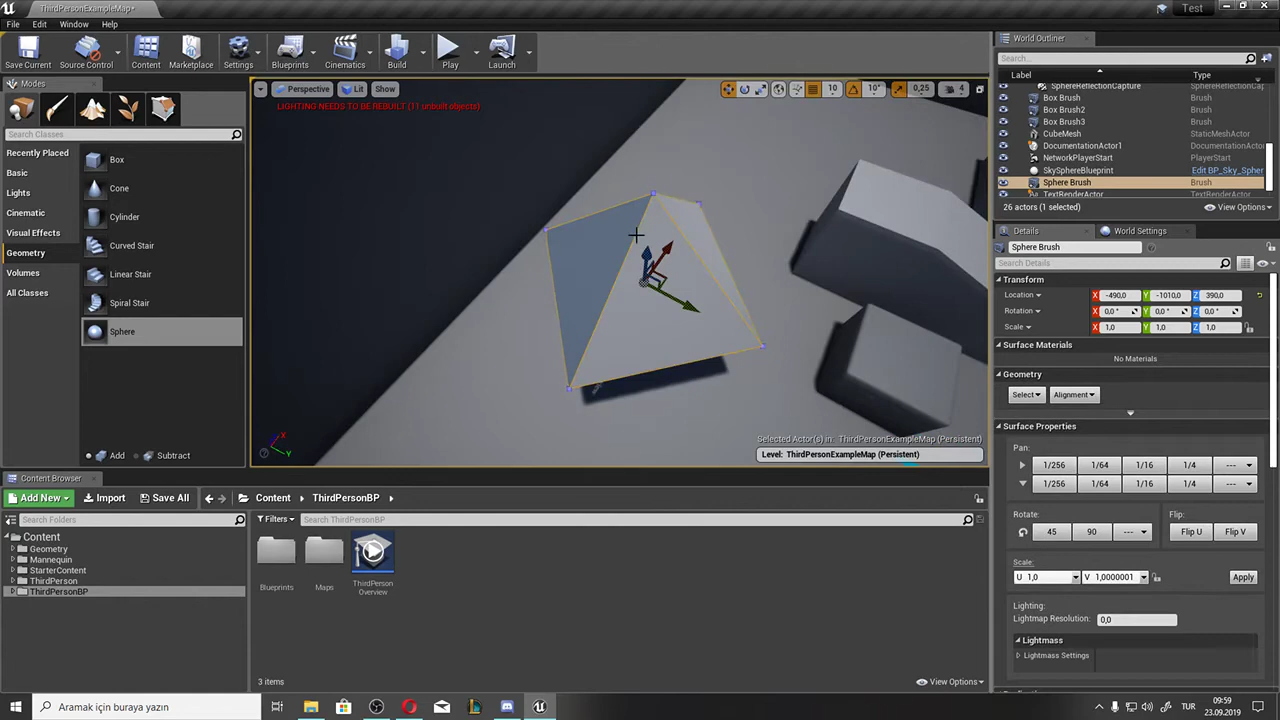 ThirdPersonExampleMap*
Test
File Edit Window Help
Save Current Source Control Content Marketplace Settings Blueprints Cinematics Build Play Launch
World Outliner
Search...
Label Type
SphereReflectionCapture SphereReflectionCap
Box Brush Brush
Box Brush2 Brush
Box Brush3 Brush
CubeMesh StaticMeshActor
DocumentationActor1 DocumentationActor
NetworkPlayerStart PlayerStart
SkySphereBlueprint Edit BP_Sky_Spher
Sphere Brush Brush
TextRenderActor TextRenderActor
26 actors (1 selected) View Options
Modes
Search Classes
Recently Placed
Basic
Lights
Cinematic
Visual Effects
Geometry
Volumes
All Classes
Box
Cone
Cylinder
Curved Stair
Linear Stair
Spiral Stair
Sphere
Add Subtract
Perspective Lit Show
10 10° 0,25 4
LIGHTING NEEDS TO BE REBUILT (11 unbuilt objects)
X
Y
Selected Actor(s) in: ThirdPersonExampleMap (Persistent)
Level: ThirdPersonExampleMap (Persistent)
Details World Settings
Sphere Brush
Search Details
Transform
Location X -490,0 Y -1010,0 Z 390,0
Rotation X 0,0 ° Y 0,0 ° Z 0,0 °
Scale X 1,0 Y 1,0 Z 1,0
Surface Materials
No Materials
Geometry
Select Alignment
Surface Properties
Pan:
1/256 1/64 1/16 1/4 ---
1/256 1/64 1/16 1/4 ---
Rotate: Flip:
45 90 --- Flip U Flip V
Scale:
U 1,0 V 1,0000001 Apply
Lighting:
Lightmap Resolution: 0,0
Lightmass
Lightmass Settings
Content Browser
Add New Import Save All Content ThirdPersonBP
Search Folders
Content
Geometry
Mannequin
StarterContent
ThirdPerson
ThirdPersonBP
Filters Search ThirdPersonBP
Blueprints Maps ThirdPerson
Overview
3 items View Options
Aramak için buraya yazın
TUR
09:59
23.09.2019